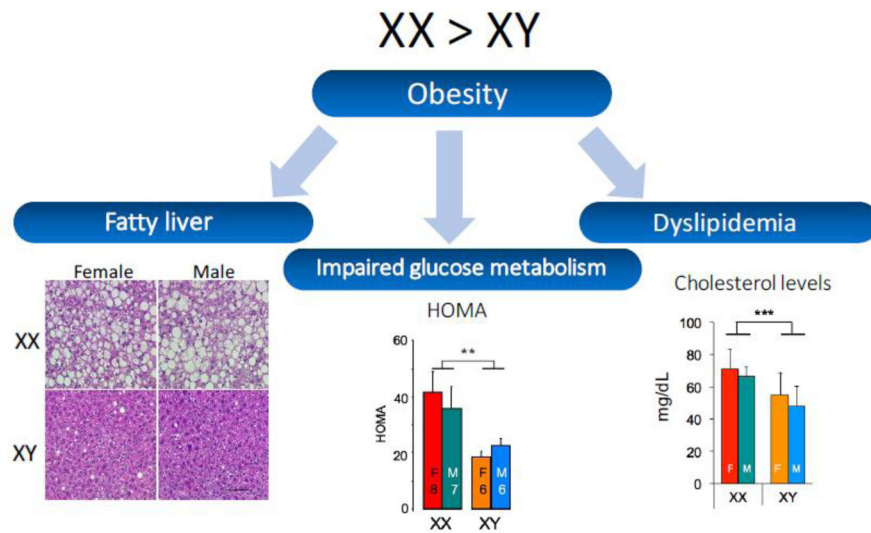 XX > XY
Obesity
Fatty liver
Dyslipidemia
Impaired glucose metabolism
Female Male
XX
XY
HOMA
60
40
20
0
HOMA
**
F 8
M 7
F 6
M 6
XX XY
Cholesterol levels
100
80
60
40
20
0
mg/dL
***
F M F M
XX XY